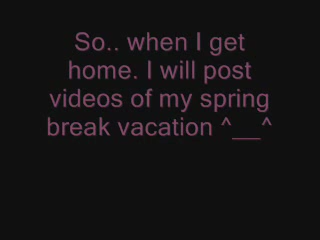 So.. when I get
home. I will post
videos of my spring
break vacation ^__^